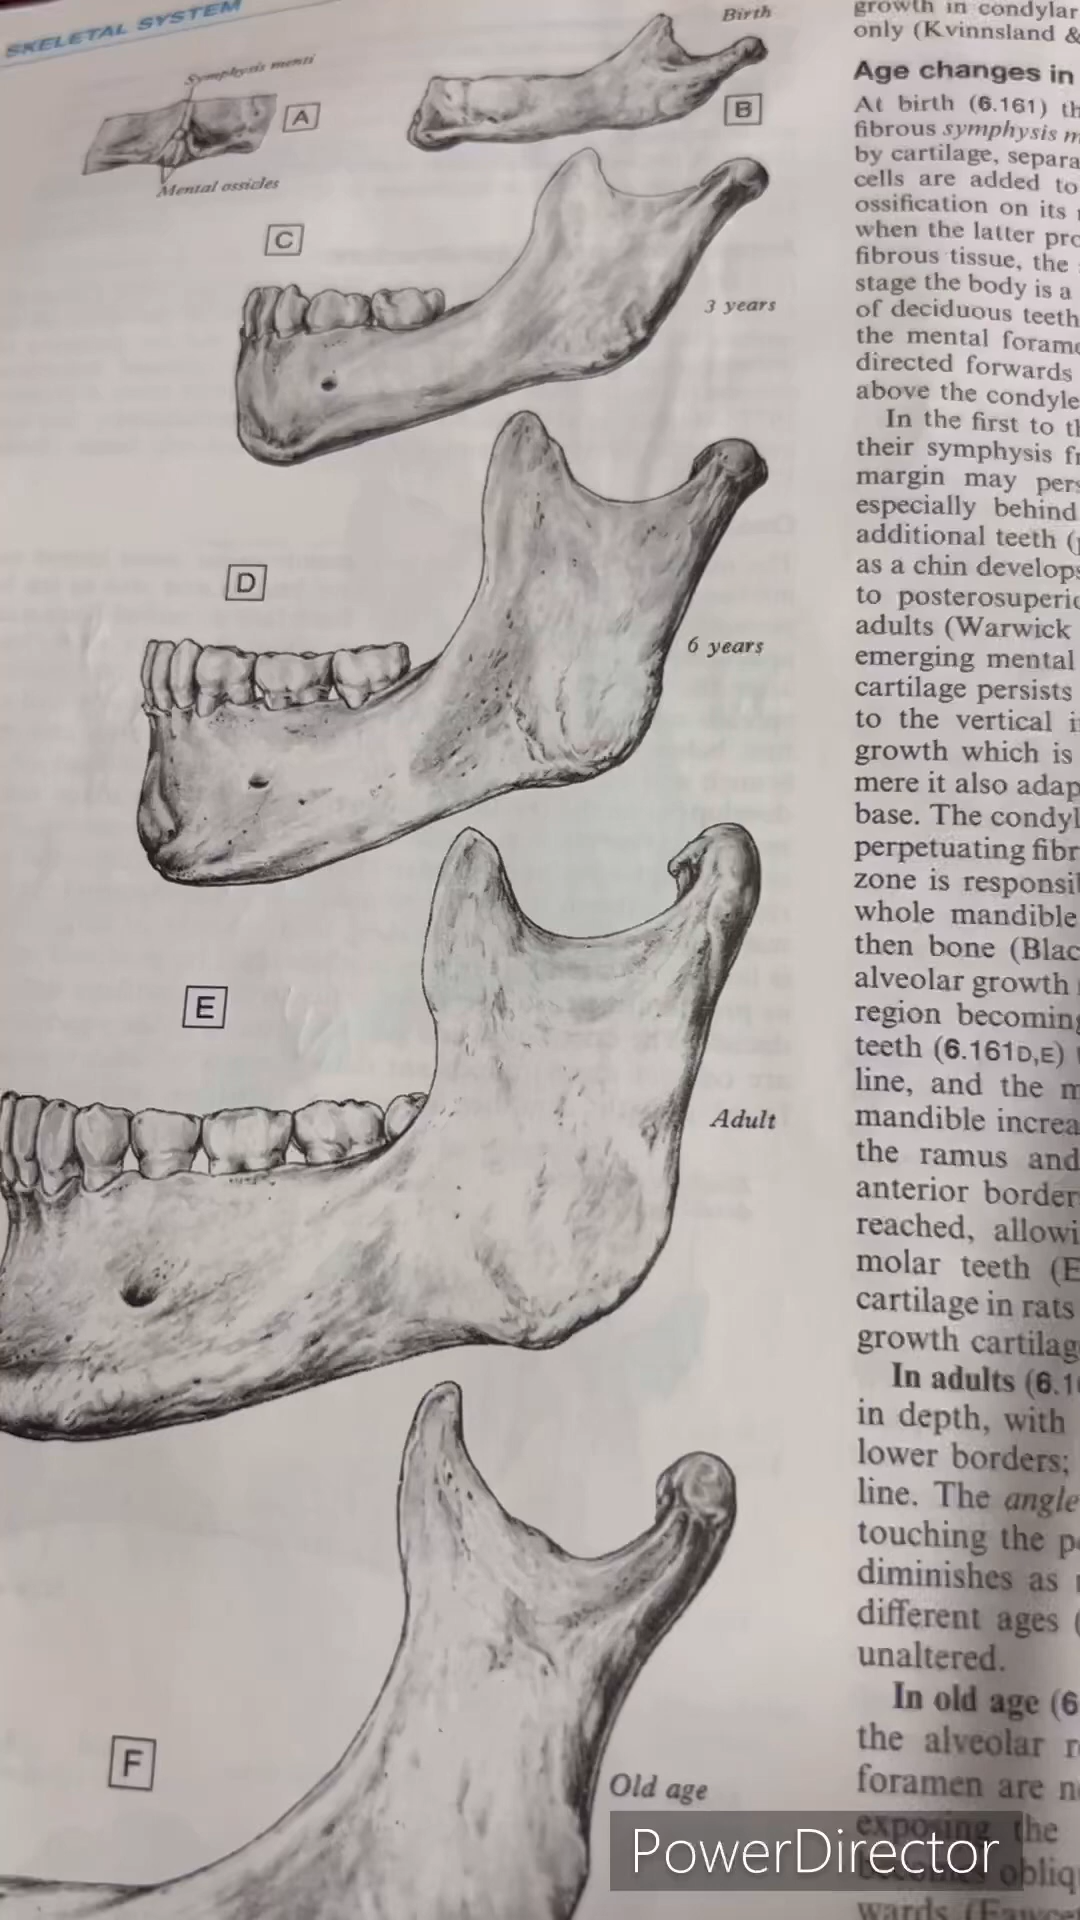 SKELETAL SYSTEM
Birth
Symphysis menti
A
B
Mental ossicles
C
3 years
D
6 years
E
Adult
F
Old age
growth in condylar
only (Kvinnsland &
Age changes in
At birth (6.161) th
fibrous symphysis m
by cartilage, separa
cells are added to
ossification on its
when the latter pro
fibrous tissue, the
stage the body is a
of deciduous teeth
the mental forame
directed forwards
above the condyle
In the first to th
their symphysis fr
margin may pers
especially behind
additional teeth (
as a chin develops
to posterosuperio
adults (Warwick
emerging mental
cartilage persists
to the vertical i
growth which is
mere it also adap
base. The condyl
perpetuating fibr
zone is responsib
whole mandible
then bone (Blac
alveolar growth
region becoming
teeth (6.161D,E)
line, and the m
mandible increa
the ramus and
anterior border
reached, allowi
molar teeth (E
cartilage in rats
growth cartilag
In adults (6.1
in depth, with
lower borders;
line. The angle
touching the p
diminishes as
different ages (
unaltered.
In old age (6
the alveolar r
foramen are n
exposing the
becomes obliq
wards (Fawcet
PowerDirector